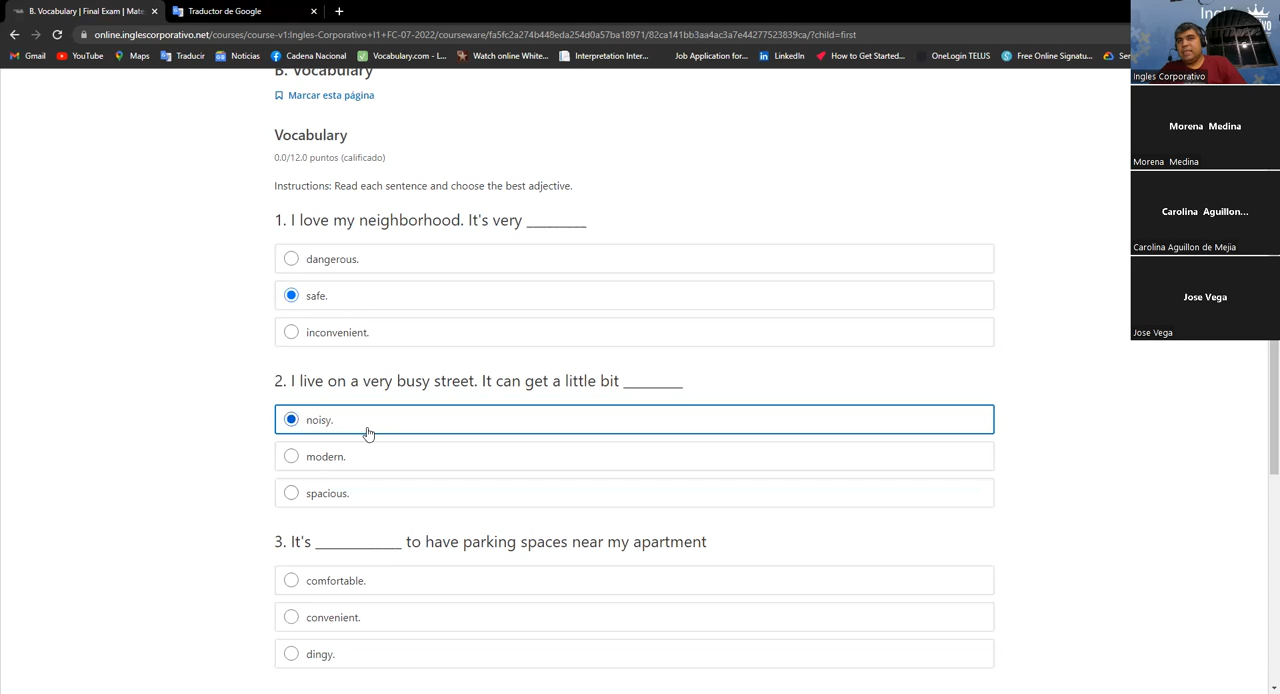 B. Vocabulary | Final Exam | Mate
Traductor de Google
online.inglescorporativo.net/courses/course-v1:Ingles-Corporativo+I1+FC-07-2022/courseware/fa5fc2a274b448eda254d0a57ba18971/82ca141bb3aa4ac3a7e44277523839ca/?child=first
Gmail
YouTube
Maps
Traducir
Noticias
Cadena Nacional
Vocabulary.com - L...
Watch online White...
Interpretation Inter...
Job Application for...
LinkedIn
How to Get Started...
OneLogin TELUS
Free Online Signatu...
Ser
Ingles Corporativo
Morena Medina
Morena Medina
Carolina Aguillon...
Carolina Aguillon de Mejia
Jose Vega
Jose Vega
B. Vocabulary
Marcar esta página
Vocabulary
0.0/12.0 puntos (calificado)
Instructions: Read each sentence and choose the best adjective.
1. I love my neighborhood. It's very ________
dangerous.
safe.
inconvenient.
2. I live on a very busy street. It can get a little bit ________
noisy.
modern.
spacious.
3. It's ____________ to have parking spaces near my apartment
comfortable.
convenient.
dingy.